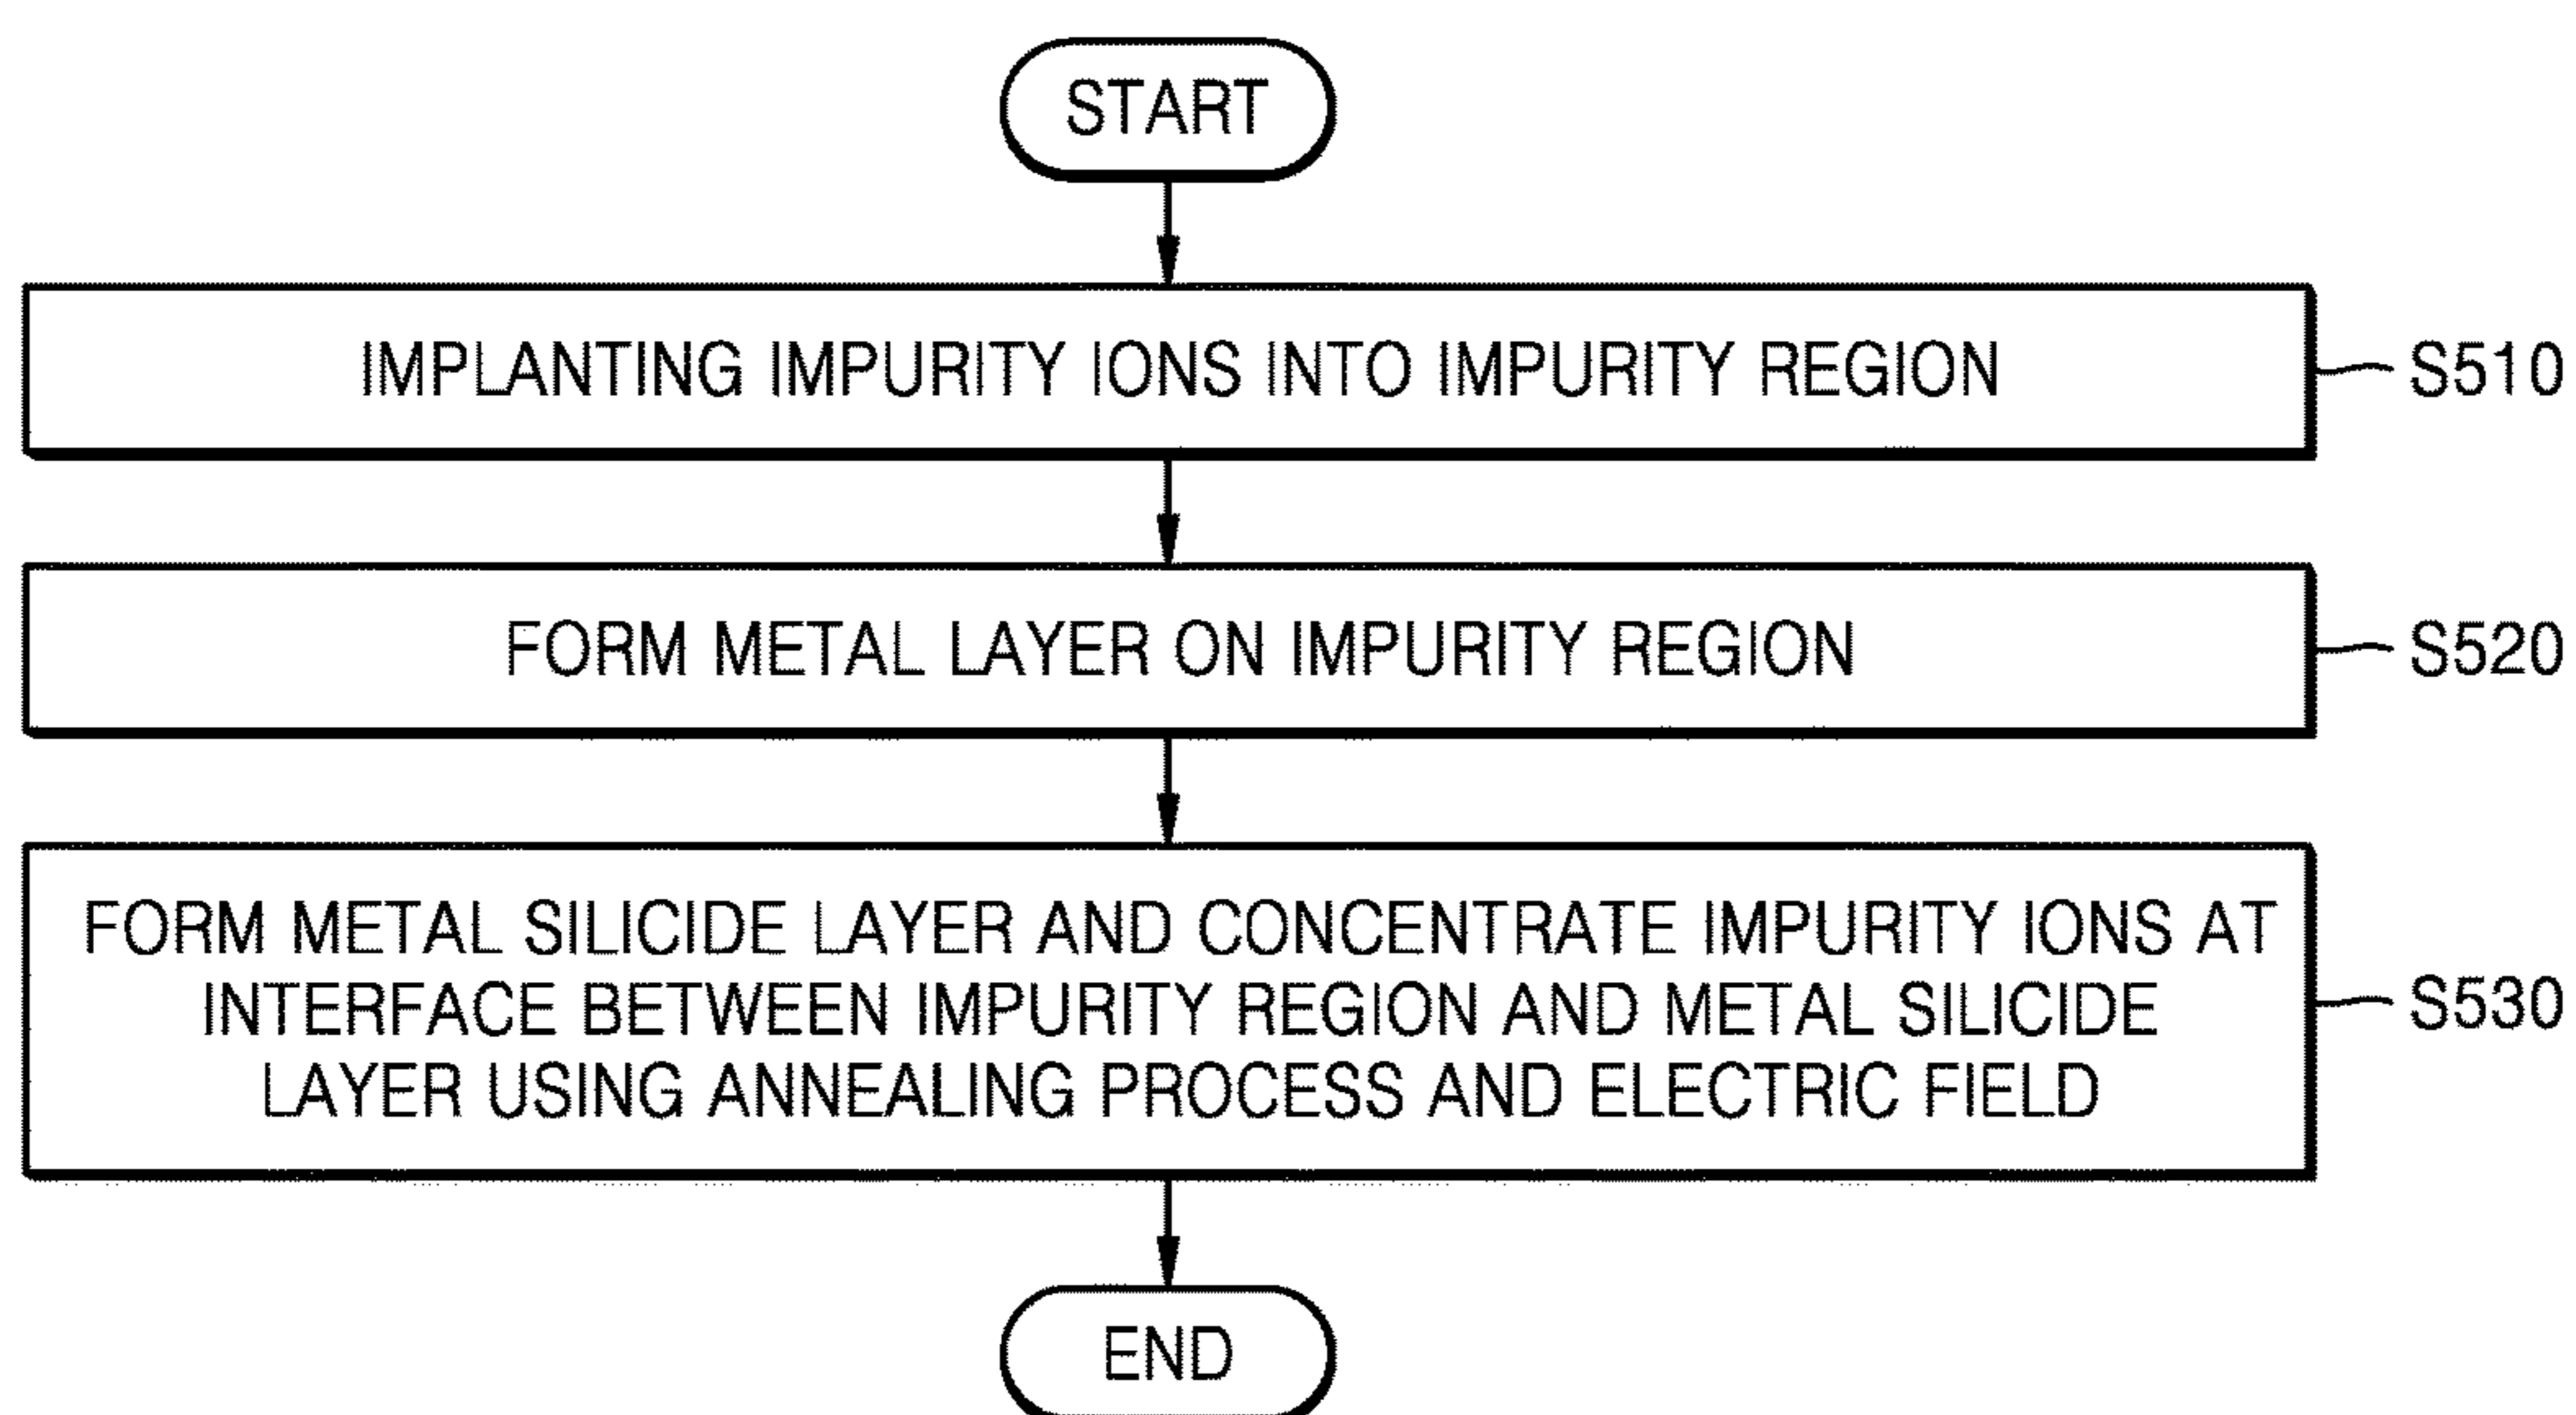 START
IMPLANTING IMPURITY IONS INTO IMPURITY REGION
S510
FORM METAL LAYER ON IMPURITY REGION
S520
FORM METAL SILICIDE LAYER AND CONCENTRATE IMPURITY IONS AT
INTERFACE BETWEEN IMPURITY REGION AND METAL SILICIDE
LAYER USING ANNEALING PROCESS AND ELECTRIC FIELD
S530
END